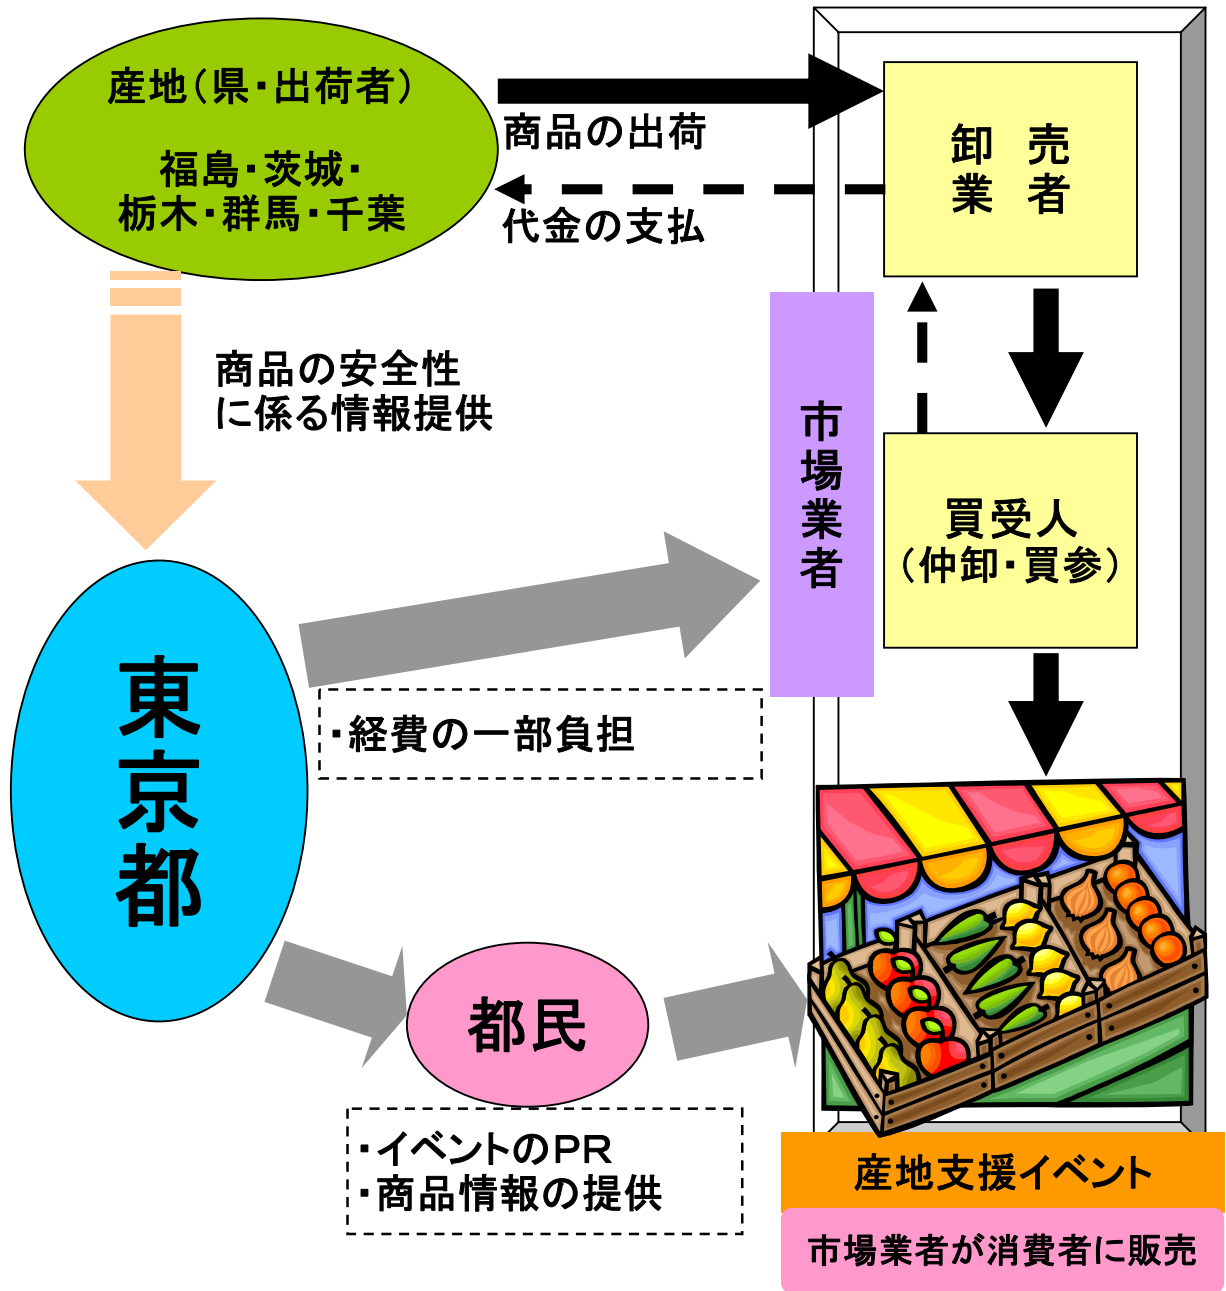 産地（県・出荷者）
福島・茨城・
栃木・群馬・千葉
商品の出荷
代金の支払
卸 売
業 者
商品の安全性
に係る情報提供
市場業者
買受人
（仲卸・買参）
東京都
・経費の一部負担
都民
・イベントのＰＲ
・商品情報の提供
産地支援イベント
市場業者が消費者に販売